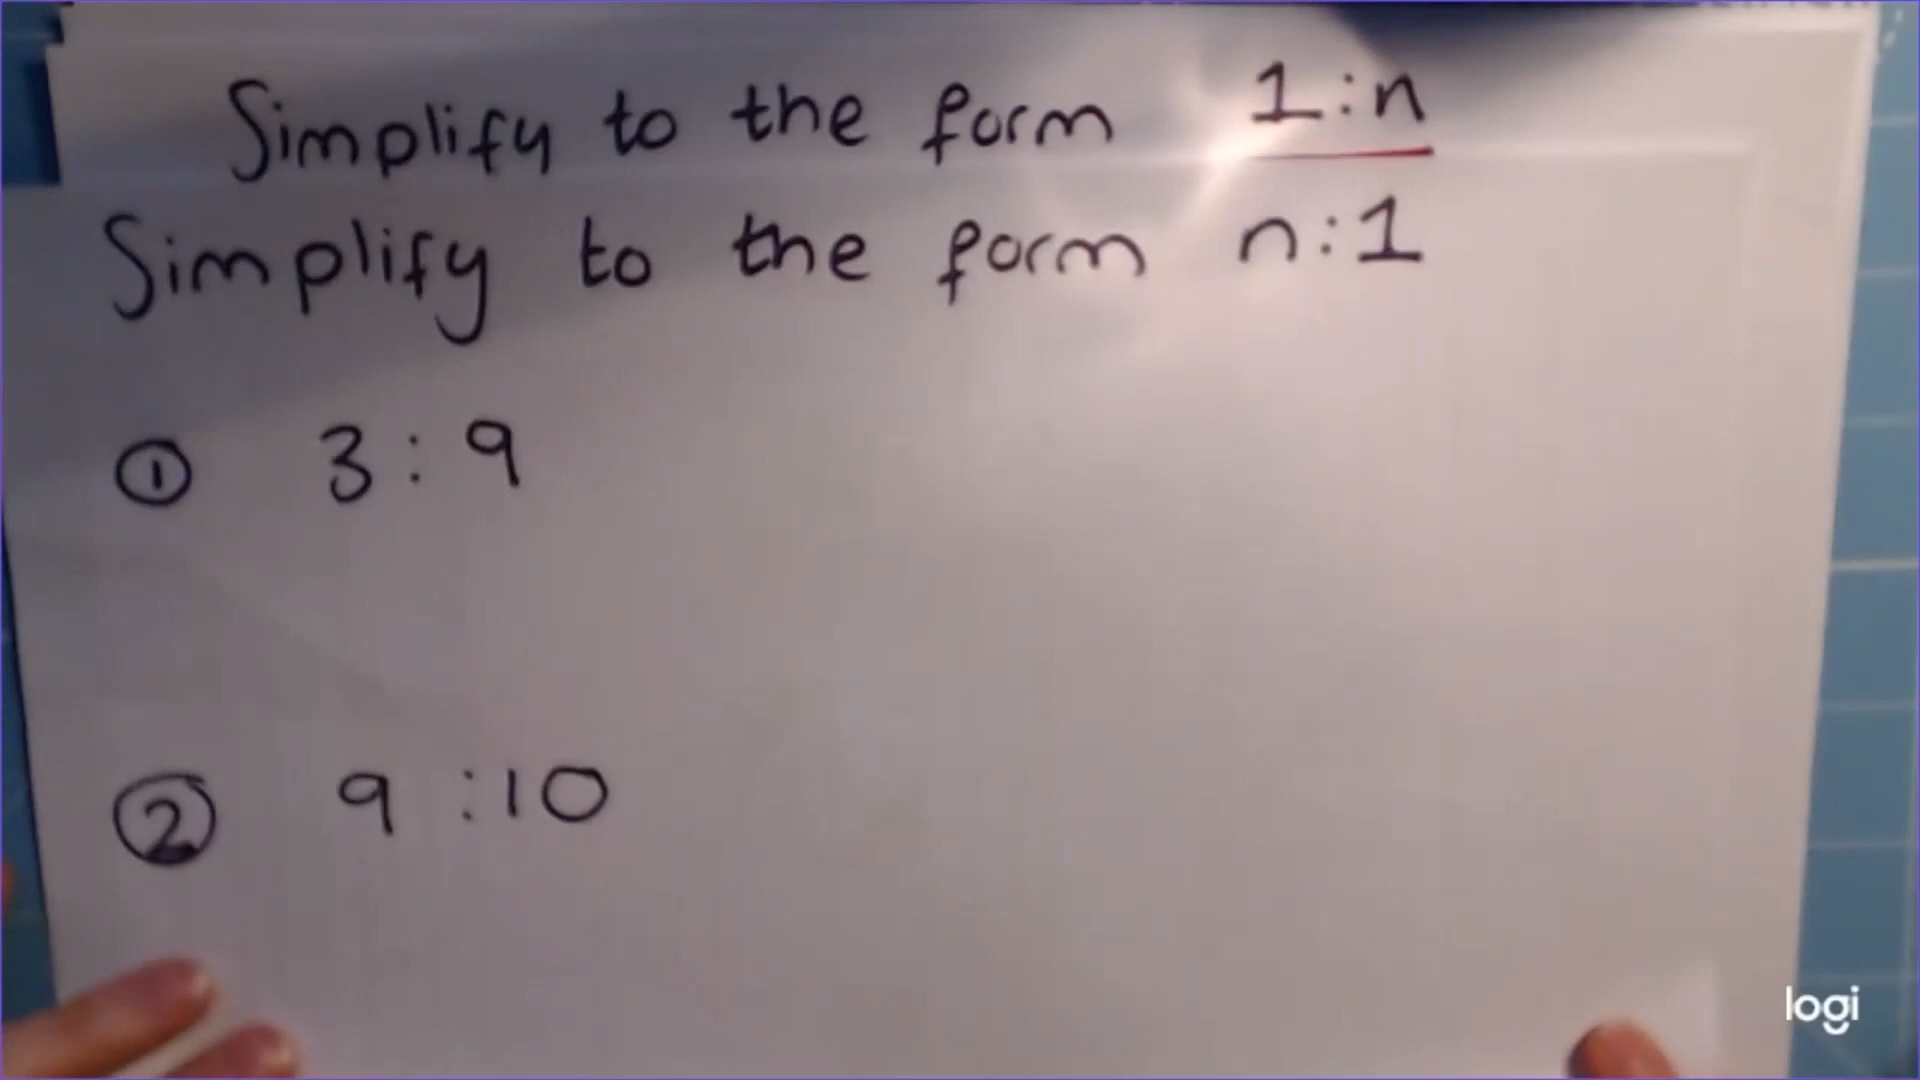 Simplify to the form 1:n
Simplify to the form n:1
① 3:9
② 9:10
logi